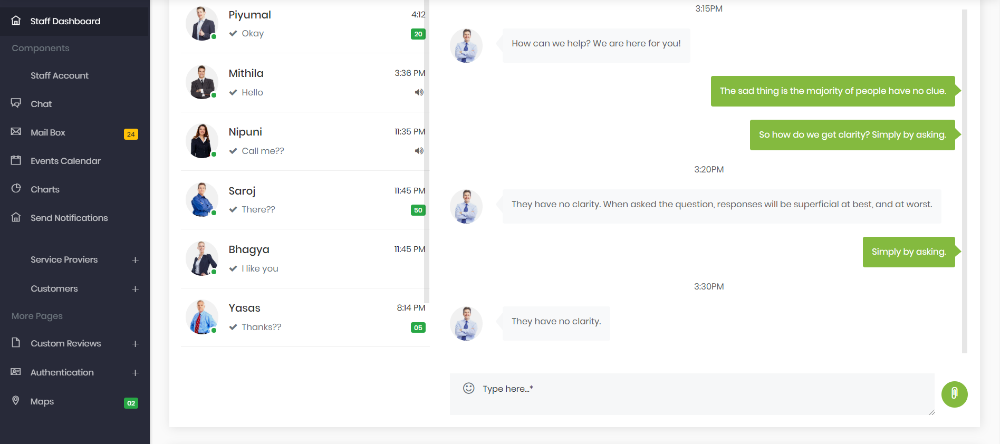 Staff Dashboard
Components
Staff Account
Chat
Mail Box 24
Events Calendar
Charts
Send Notifications
Service Proviers +
Customers +
More Pages
Custom Reviews +
Authentication +
Maps 02
Piyumal 4:12
Okay 20
Mithila 3:36 PM
Hello
Nipuni 11:35 PM
Call me??
Saroj 11:45 PM
There?? 50
Bhagya 11:45 PM
I like you
Yasas 8:14 PM
Thanks?? 05
3:15PM
How can we help? We are here for you!
The sad thing is the majority of people have no clue.
So how do we get clarity? Simply by asking.
3:20PM
They have no clarity. When asked the question, responses will be superficial at best, and at worst.
Simply by asking.
3:30PM
They have no clarity.
Type here...*